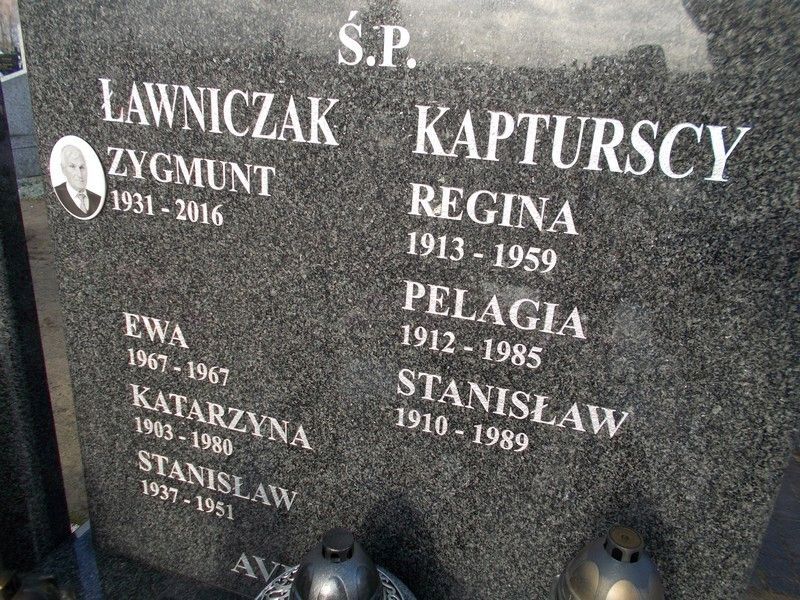 Ś.P.
ŁAWNICZAK
ZYGMUNT
1931 - 2016
EWA
1967 - 1967
KATARZYNA
1903 - 1980
STANISŁAW
1937 - 1951
KAPTURSCY
REGINA
1913 - 1959
PELAGIA
1912 - 1985
STANISŁAW
1910 - 1989